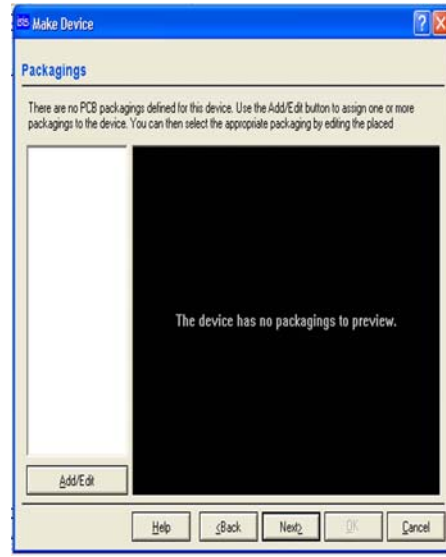 isis Make Device
Packagings
There are no PCB packagings defined for this device. Use the Add/Edit button to assign one or more
packagings to the device. You can then select the appropriate packaging by editing the placed
The device has no packagings to preview.
Add/Edit
Help <Back Next> OK Cancel